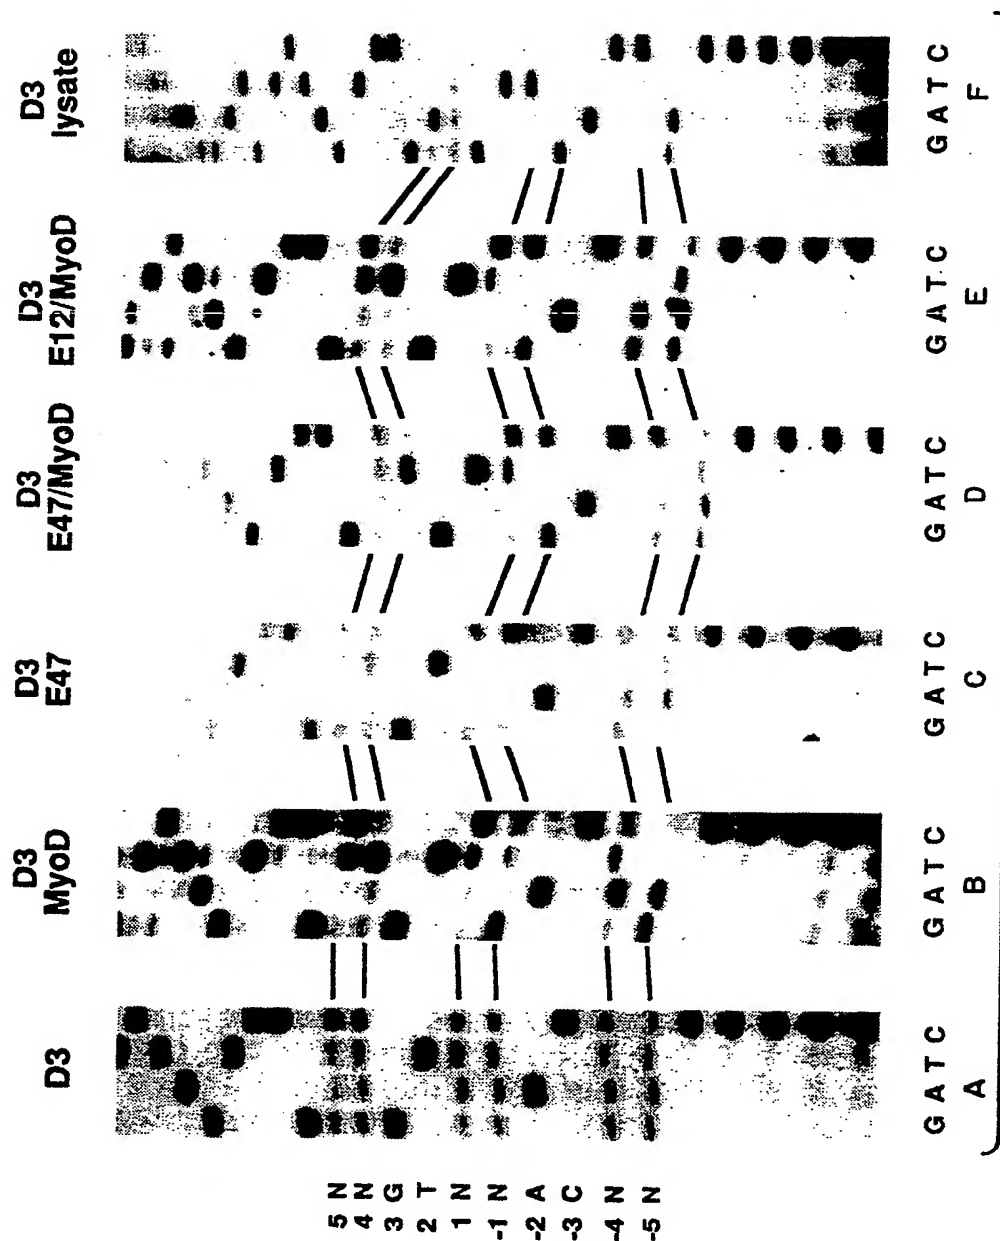 D3
D3
MyoD
D3
E47
D3
E47/MyoD
D3
E12/MyoD
D3
lysate
5 N
4 N
3 G
2 T
1 N
-1 N
-2 A
-3 C
-4 N
-5 N
G A T C
A
G A T C
B
G A T C
C
G A T C
D
G A T C
E
G A T C
F